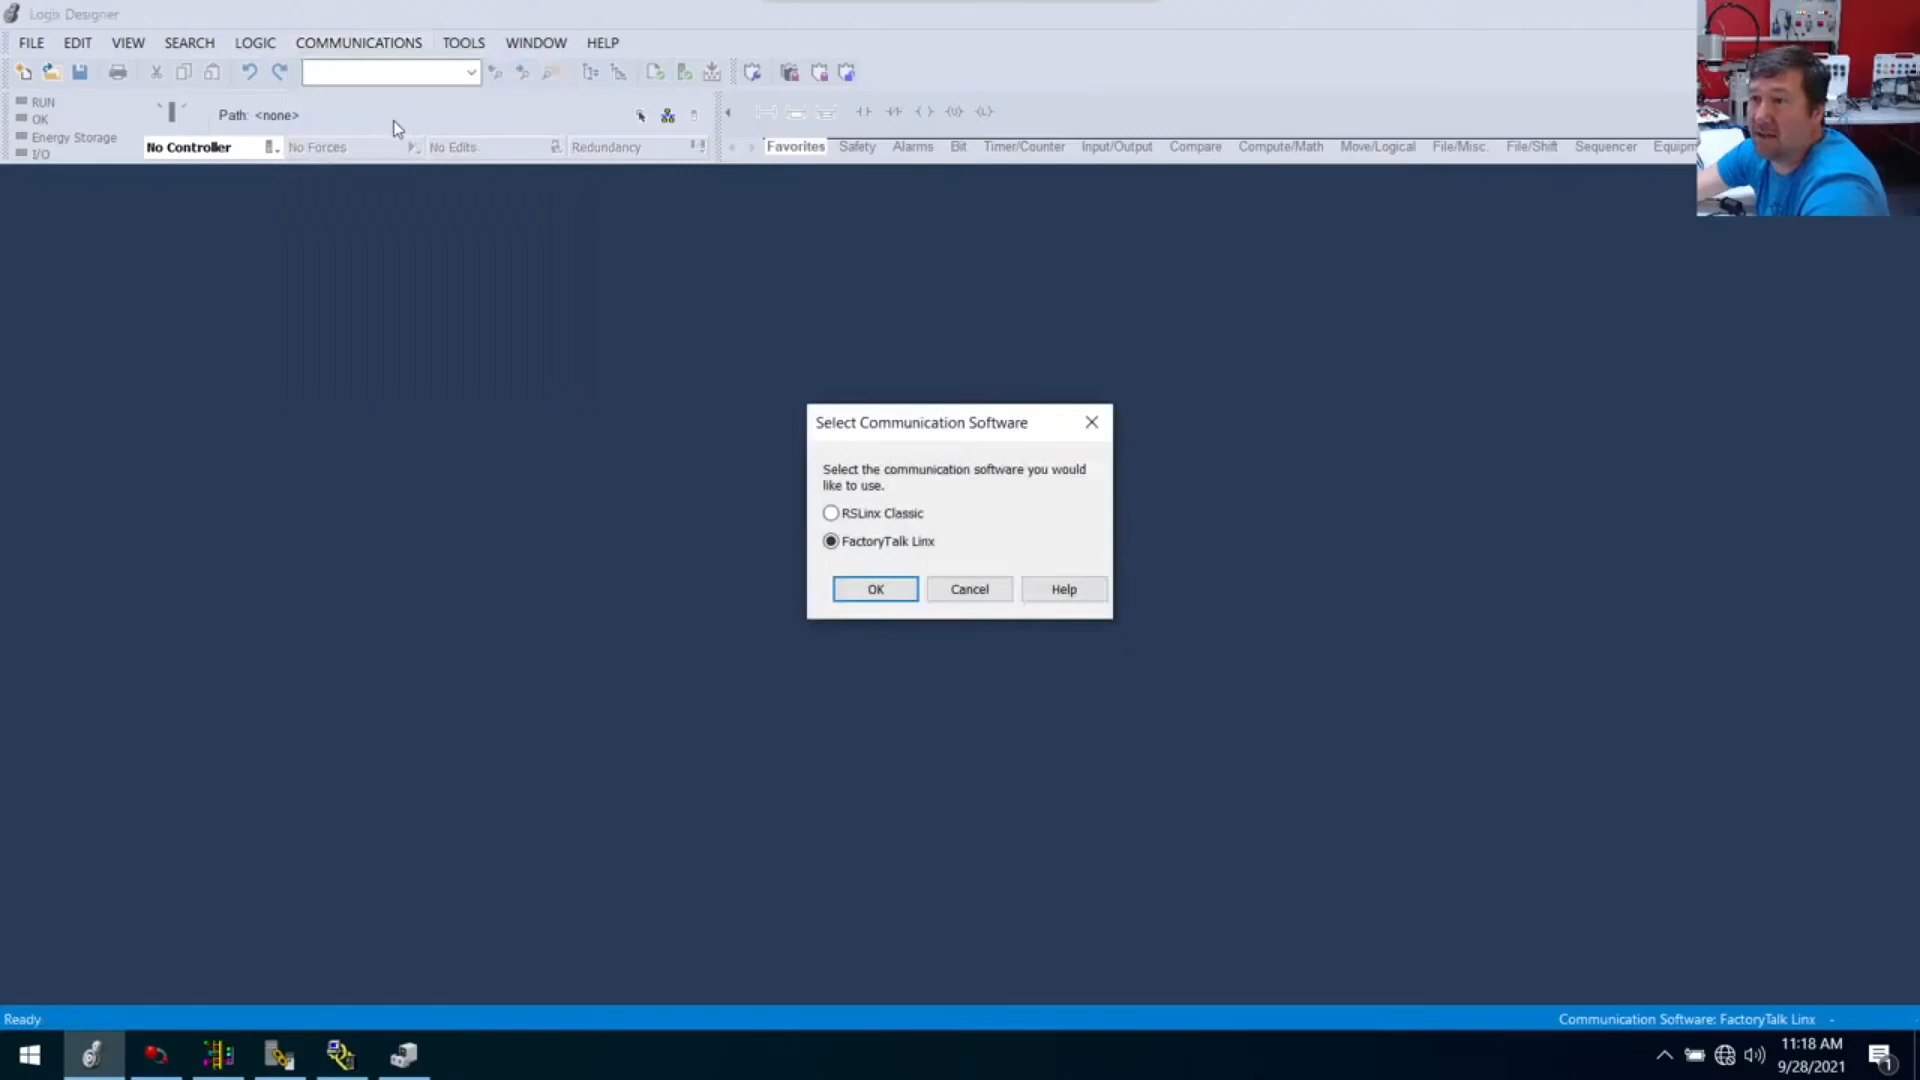 Logix Designer
FILE EDIT VIEW SEARCH LOGIC COMMUNICATIONS TOOLS WINDOW HELP
RUN
OK
Energy Storage
I/O
Path: <none>
No Controller No Forces No Edits Redundancy
Favorites Safety Alarms Bit Timer/Counter Input/Output Compare Compute/Math Move/Logical File/Misc. File/Shift Sequencer Equipm
Select Communication Software
Select the communication software you would
like to use.
RSLinx Classic
FactoryTalk Linx
OK Cancel Help
Ready
Communication Software: FactoryTalk Linx -
11:18 AM
9/28/2021
1